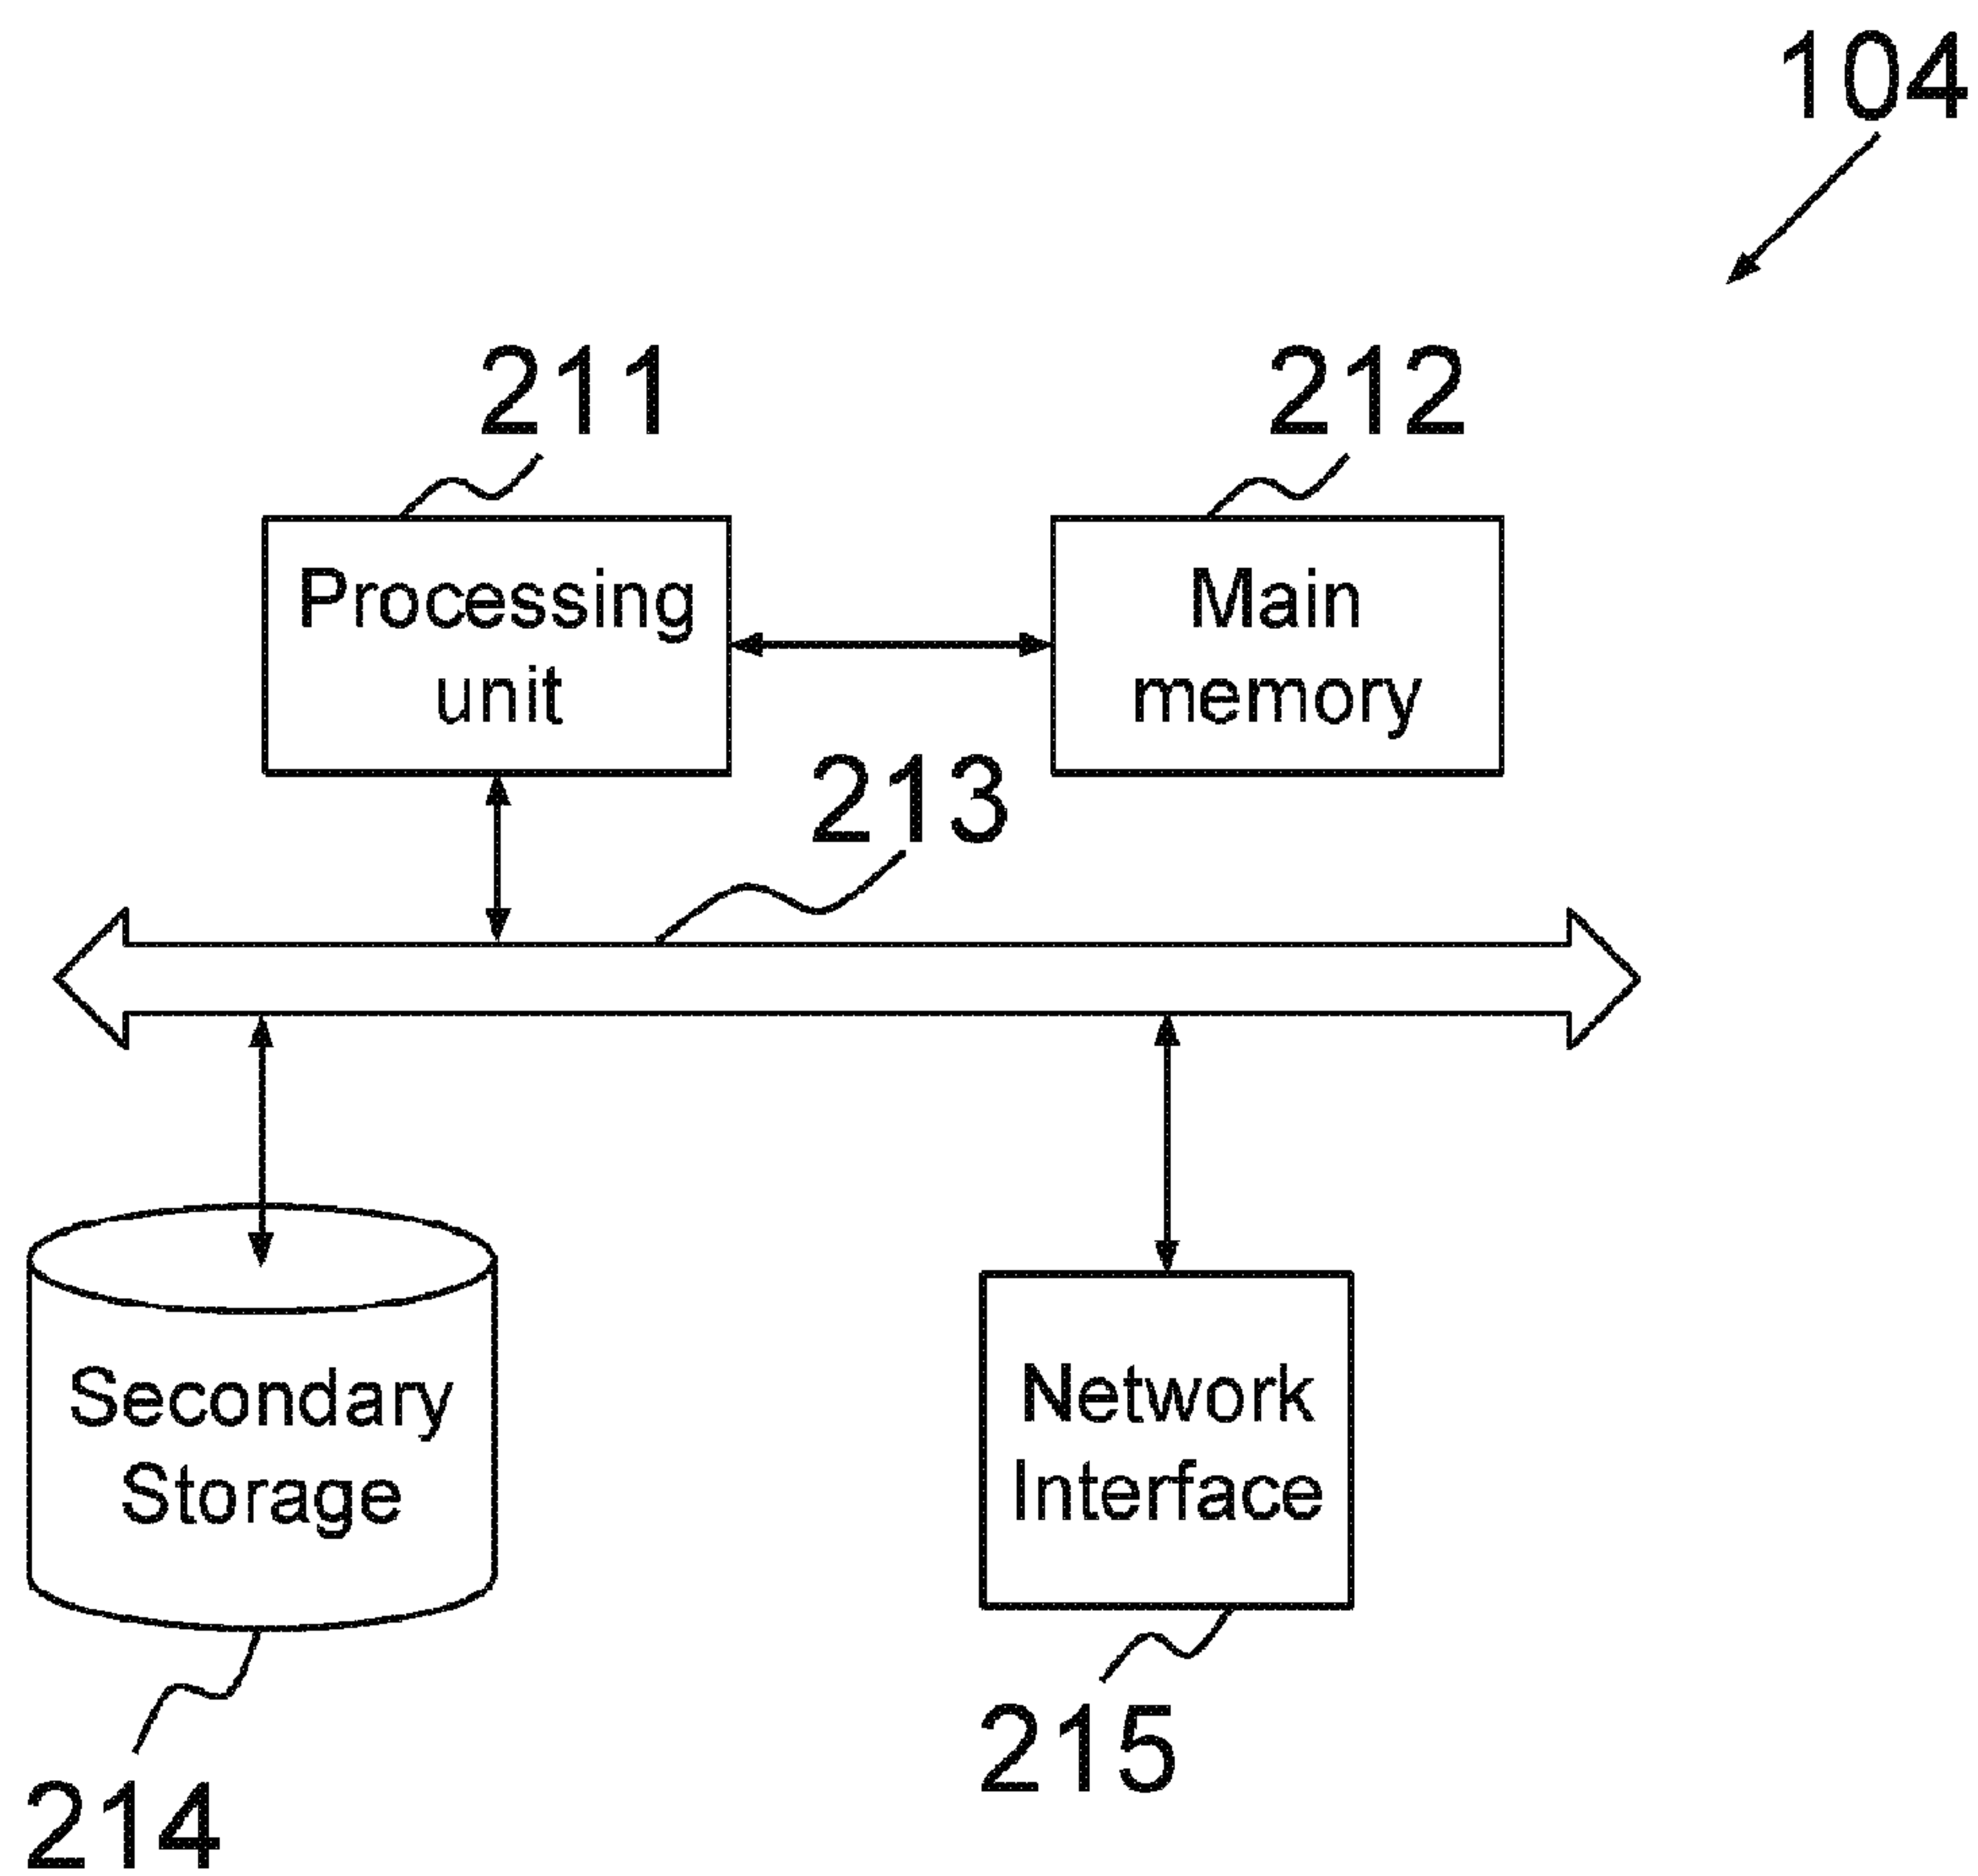 104
211
212
Processing
unit
Main
memory
213
Secondary
Storage
Network
Interface
215
214